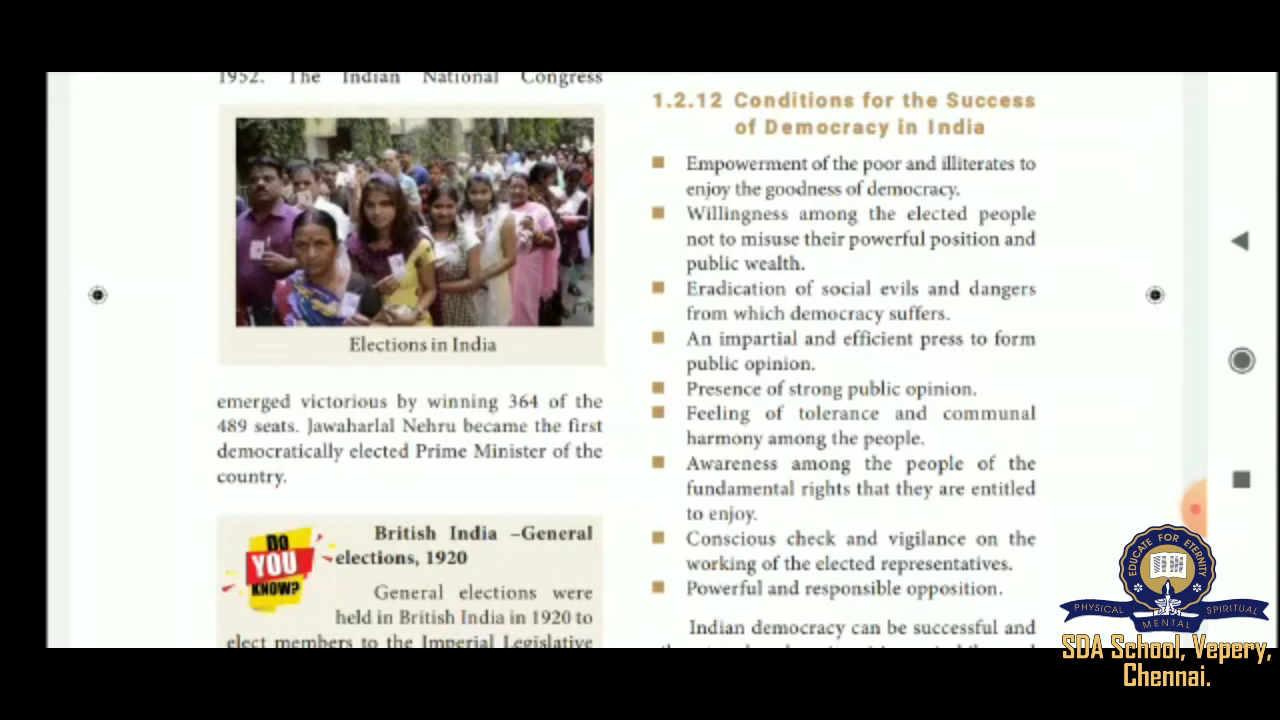 1952. The Indian National Congress
Elections in India
emerged victorious by winning 364 of the
489 seats. Jawaharlal Nehru became the first
democratically elected Prime Minister of the
country.
DO
YOU
KNOW?
British India –General
elections, 1920
General elections were
held in British India in 1920 to
elect members to the Imperial Legislative
1.2.12 Conditions for the Success
of Democracy in India
Empowerment of the poor and illiterates to
enjoy the goodness of democracy.
Willingness among the elected people
not to misuse their powerful position and
public wealth.
Eradication of social evils and dangers
from which democracy suffers.
An impartial and efficient press to form
public opinion.
Presence of strong public opinion.
Feeling of tolerance and communal
harmony among the people.
Awareness among the people of the
fundamental rights that they are entitled
to enjoy.
Conscious check and vigilance on the
working of the elected representatives.
Powerful and responsible opposition.
Indian democracy can be successful and
EDUCATE FOR ETERNITY
PHYSICAL
MENTAL
SPIRITUAL
SDA School, Vepery,
Chennai.